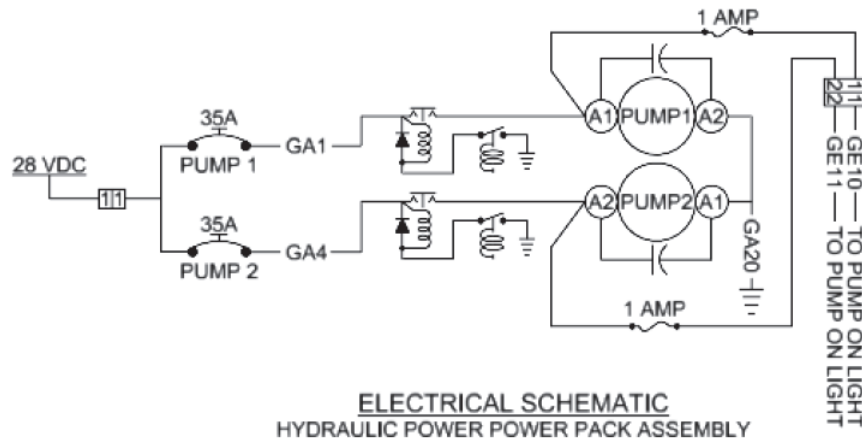 1 AMP
35A
PUMP 1
GA1
A1
PUMP1
A2
28 VDC
1 1
35A
PUMP 2
GA4
A2
PUMP2
A1
GA20
1 AMP
1 1
2 2
GE10 TO PUMP ON LIGHT
GE11 TO PUMP ON LIGHT
ELECTRICAL SCHEMATIC
HYDRAULIC POWER POWER PACK ASSEMBLY